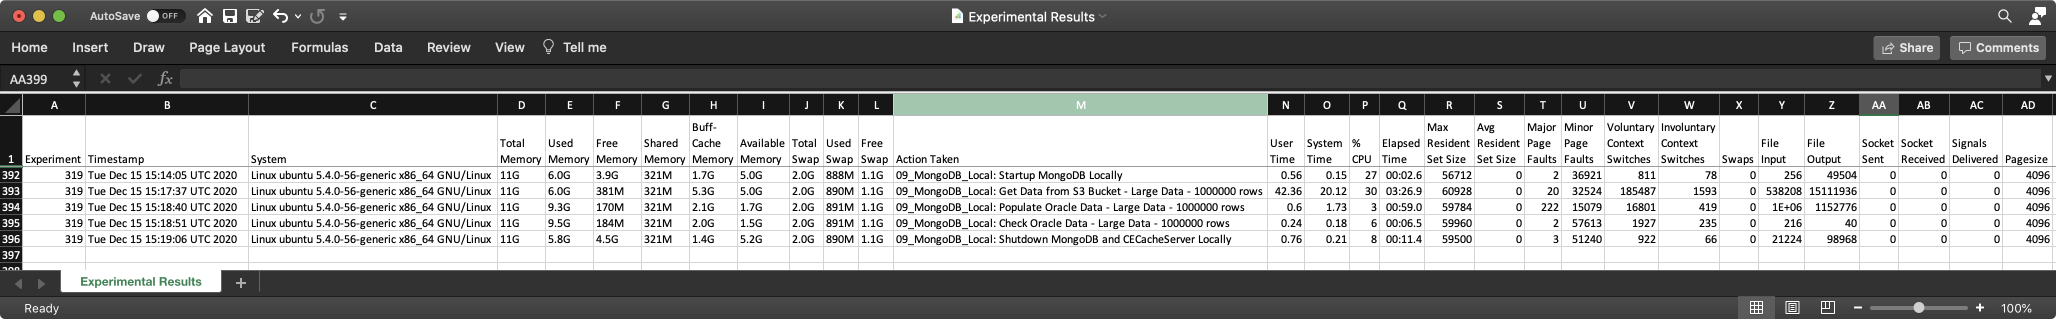 AutoSave OFF Experimental Results
Home Insert Draw Page Layout Formulas Data Review View Tell me Share Comments
AA399 fx
A B C D E F G H I J K L M N O P Q R S T U V W X Y Z AA AB AC AD
1 Experiment Timestamp System Total Memory Used Memory Free Memory Shared Memory Buff-Cache Memory Available Memory Total Swap Used Swap Free Swap Action Taken User Time System Time % CPU Elapsed Time Max Resident Set Size Avg Resident Set Size Major Page Faults Minor Page Faults Voluntary Context Switches Involuntary Context Switches Swaps File Input File Output Socket Sent Socket Received Signals Delivered Pagesize
392 319 Tue Dec 15 15:14:05 UTC 2020 Linux ubuntu 5.4.0-56-generic x86_64 GNU/Linux 11G 6.0G 3.9G 321M 1.7G 5.0G 2.0G 888M 1.1G 09_MongoDB_Local: Startup MongoDB Locally 0.56 0.15 27 00:02.6 56712 0 2 36921 811 78 0 256 49504 0 0 0 4096
393 319 Tue Dec 15 15:17:37 UTC 2020 Linux ubuntu 5.4.0-56-generic x86_64 GNU/Linux 11G 6.0G 381M 321M 5.3G 5.0G 2.0G 890M 1.1G 09_MongoDB_Local: Get Data from S3 Bucket - Large Data - 1000000 rows 42.36 20.12 30 03:26.9 60928 0 20 32524 185487 1593 0 538208 15111936 0 0 0 4096
394 319 Tue Dec 15 15:18:40 UTC 2020 Linux ubuntu 5.4.0-56-generic x86_64 GNU/Linux 11G 9.3G 170M 321M 2.1G 1.7G 2.0G 891M 1.1G 09_MongoDB_Local: Populate Oracle Data - Large Data - 1000000 rows 0.6 1.73 3 00:59.0 59784 0 222 15079 16801 419 0 1E+06 1152776 0 0 0 4096
395 319 Tue Dec 15 15:18:51 UTC 2020 Linux ubuntu 5.4.0-56-generic x86_64 GNU/Linux 11G 9.5G 184M 321M 2.0G 1.5G 2.0G 891M 1.1G 09_MongoDB_Local: Check Oracle Data - Large Data - 1000000 rows 0.24 0.18 6 00:06.5 59960 0 2 57613 1927 235 0 216 40 0 0 0 4096
396 319 Tue Dec 15 15:19:06 UTC 2020 Linux ubuntu 5.4.0-56-generic x86_64 GNU/Linux 11G 5.8G 4.5G 321M 1.4G 5.2G 2.0G 890M 1.1G 09_MongoDB_Local: Shutdown MongoDB and CECacheServer Locally 0.76 0.21 8 00:11.4 59500 0 3 51240 922 66 0 21224 98968 0 0 0 4096
397
Experimental Results
Ready 100%